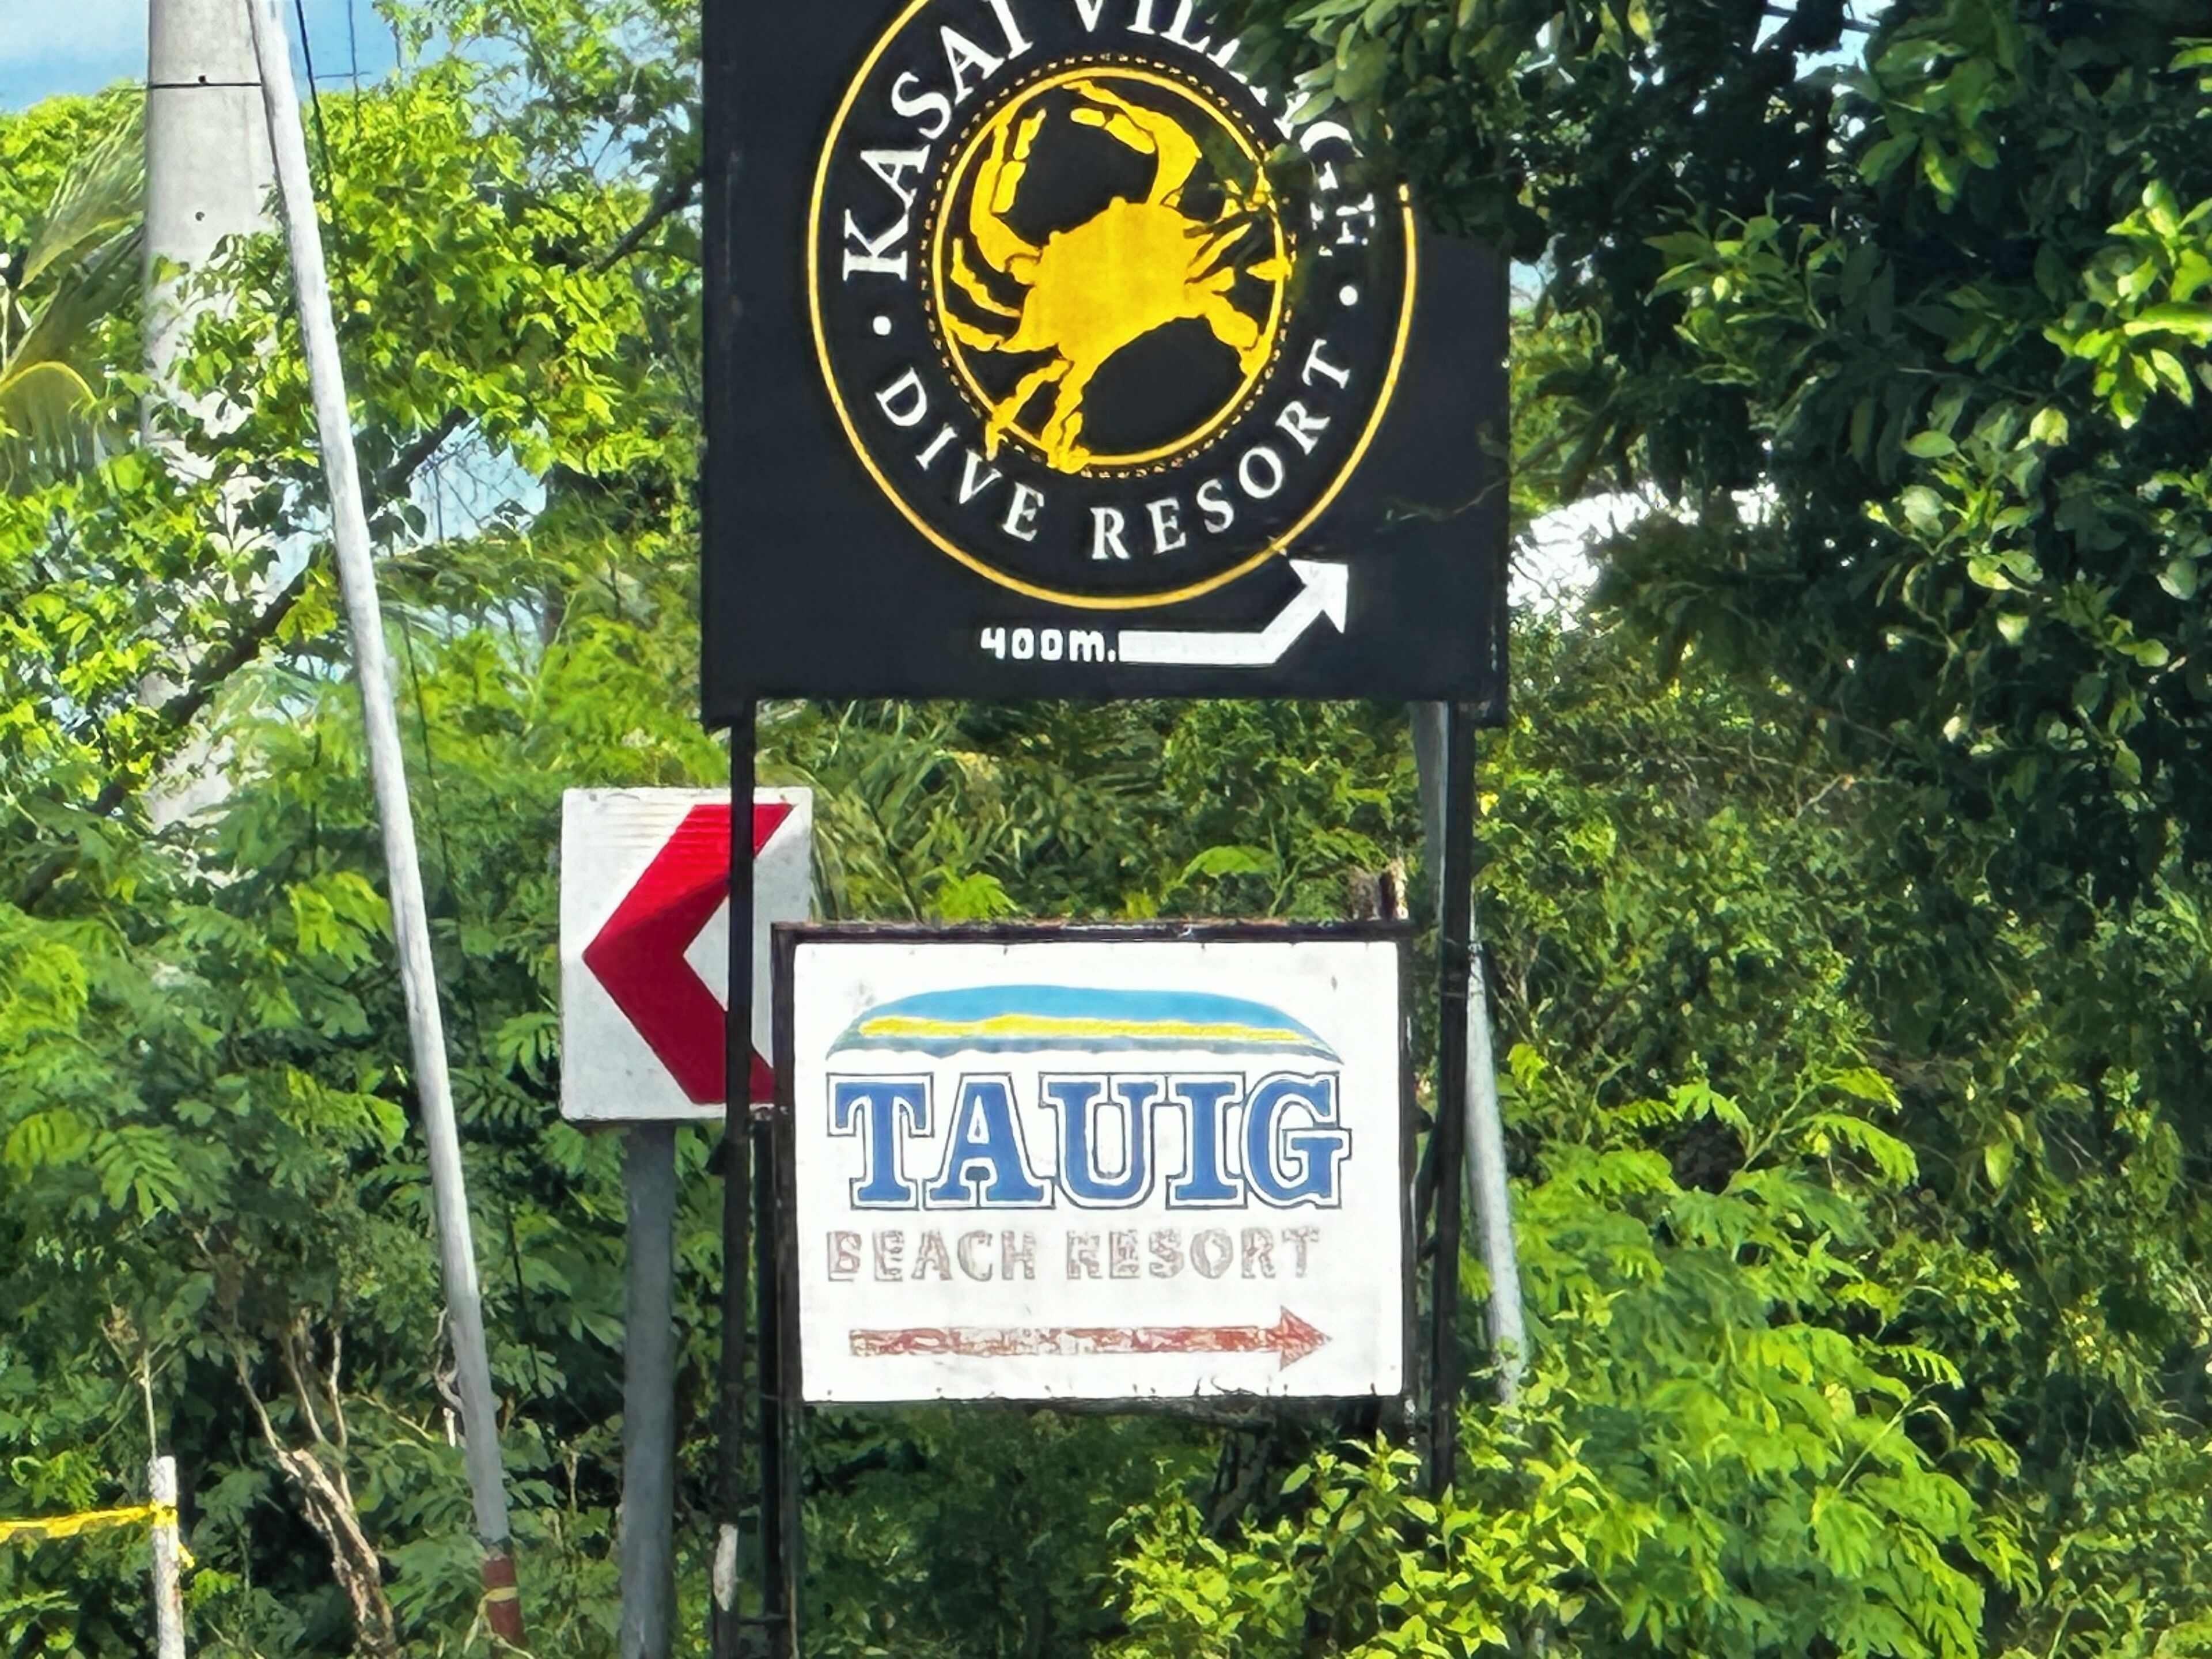 KASAI VILLAGE
DIVE RESORT
400m.
TAUIG
BEACH RESORT